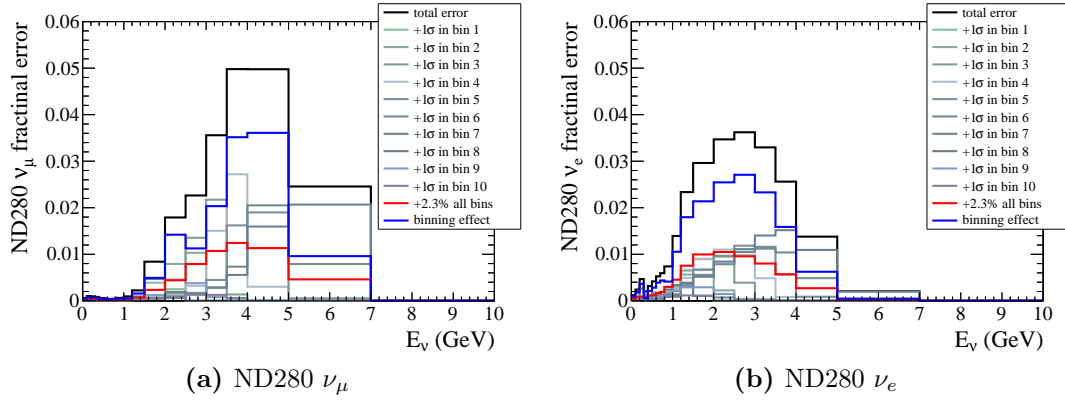 ND280 ν_μ fractinal error
0.06
0.05
0.04
0.03
0.02
0.01
0
0 1 2 3 4 5 6 7 8 9 10
E_ν (GeV)
total error
+1σ in bin 1
+1σ in bin 2
+1σ in bin 3
+1σ in bin 4
+1σ in bin 5
+1σ in bin 6
+1σ in bin 7
+1σ in bin 8
+1σ in bin 9
+1σ in bin 10
+2.3% all bins
binning effect
(a) ND280 ν_μ
ND280 ν_e fractinal error
0.06
0.05
0.04
0.03
0.02
0.01
0
0 1 2 3 4 5 6 7 8 9 10
E_ν (GeV)
total error
+1σ in bin 1
+1σ in bin 2
+1σ in bin 3
+1σ in bin 4
+1σ in bin 5
+1σ in bin 6
+1σ in bin 7
+1σ in bin 8
+1σ in bin 9
+1σ in bin 10
+2.3% all bins
binning effect
(b) ND280 ν_e